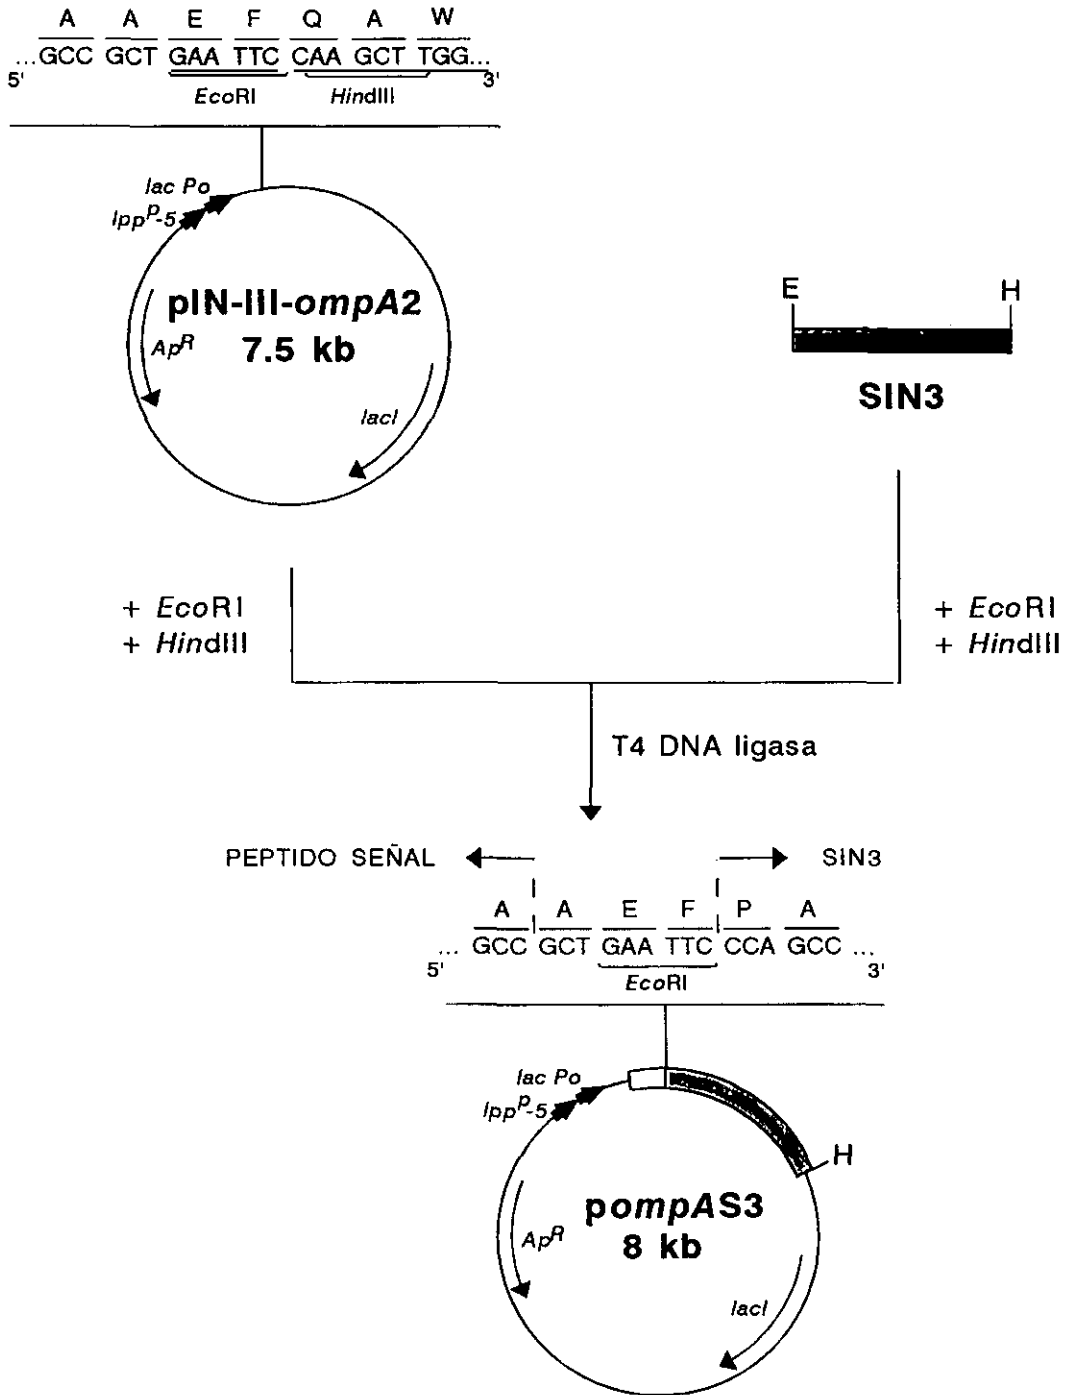 A A E F Q A W
...GCC GCT GAA TTC CAA GCT TGG...
5' 3'
EcoRI HindIII
lac Po
lpp P-5
pIN-III-ompA2
7.5 kb
Ap R
lacI
E H
SIN3
+ EcoRI
+ HindIII
+ EcoRI
+ HindIII
T4 DNA ligasa
PEPTIDO SEÑAL SIN3
A A E F P A
... GCC GCT GAA TTC CCA GCC ...
5' 3'
EcoRI
lac Po
lpp P-5
H
pompAS3
8 kb
Ap R
lacI